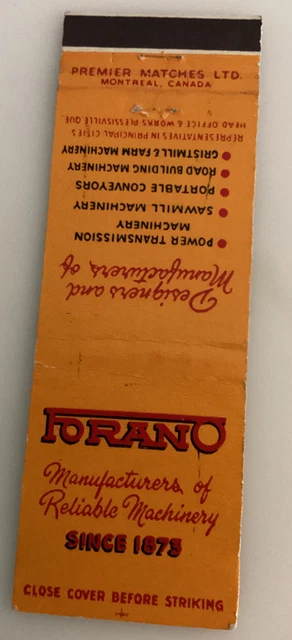 PREMIER MATCHES LTD.
MONTREAL, CANADA
Designers and
Manufacturers of
• POWER TRANSMISSION
MACHINERY
• SAWMILL MACHINERY
• PORTABLE CONVEYORS
• ROAD BUILDING MACHINERY
• GRISTMILL & FARM MACHINERY
REPRESENTATIVES IN PRINCIPAL CITIES
HEAD OFFICE & WORKS PLESSISVILLE QUE.
FORANO
Manufacturers of
Reliable Machinery
SINCE 1873
CLOSE COVER BEFORE STRIKING